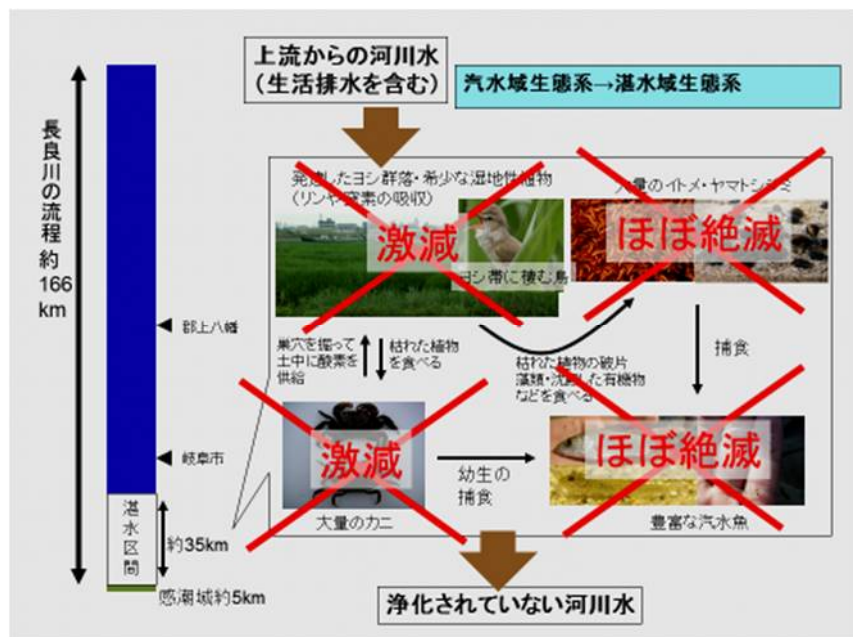 上流からの河川水
（生活排水を含む）
汽水域生態系→湛水域生態系
長良川の流程約166km
郡上八幡
岐阜市
湛水区間
約35km
感潮域約5km
発達したヨシ群落・希少な湿地性植物
（リンや窒素の吸収）
激減
ヨシ帯に棲む鳥
大量のイトメ・ヤマトシジミ
ほぼ絶滅
巣穴を掘って
土中に酸素を
供給
枯れた植物
を食べる
枯れた植物の破片
藻類・沈殿した有機物
などを食べる
捕食
激減
大量のカニ
幼生の
捕食
ほぼ絶滅
豊富な汽水魚
浄化されていない河川水